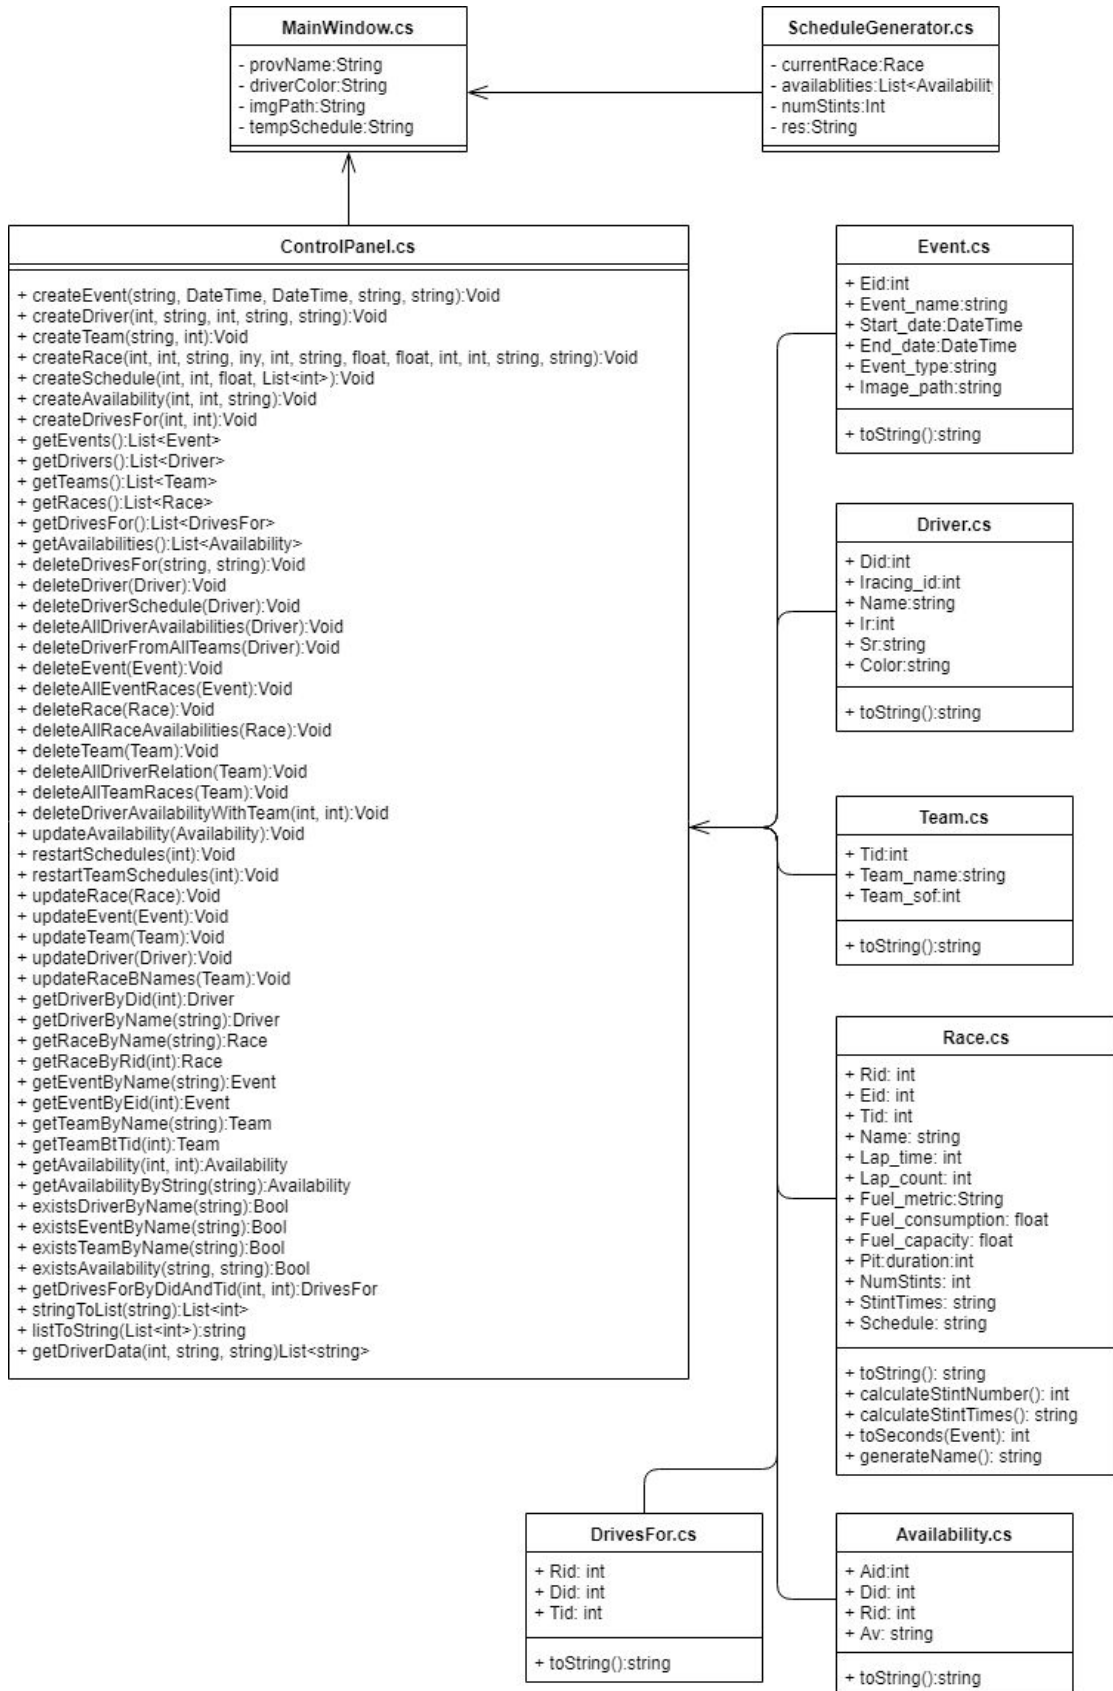 MainWindow.cs
- provName:String
- driverColor:String
- imgPath:String
- tempSchedule:String
ScheduleGenerator.cs
- currentRace:Race
- availablities:List<Availabilit
- numStints:Int
- res:String
ControlPanel.cs
+ createEvent(string, DateTime, DateTime, string, string):Void
+ createDriver(int, string, int, string, string):Void
+ createTeam(string, int):Void
+ createRace(int, int, string, iny, int, string, float, float, int, int, string, string):Void
+ createSchedule(int, int, float, List<int>):Void
+ createAvailability(int, int, string):Void
+ createDrivesFor(int, int):Void
+ getEvents():List<Event>
+ getDrivers():List<Driver>
+ getTeams():List<Team>
+ getRaces():List<Race>
+ getDrivesFor():List<DrivesFor>
+ getAvailabilities():List<Availability>
+ deleteDrivesFor(string, string):Void
+ deleteDriver(Driver):Void
+ deleteDriverSchedule(Driver):Void
+ deleteAllDriverAvailabilities(Driver):Void
+ deleteDriverFromAllTeams(Driver):Void
+ deleteEvent(Event):Void
+ deleteAllEventRaces(Event):Void
+ deleteRace(Race):Void
+ deleteAllRaceAvailabilities(Race):Void
+ deleteTeam(Team):Void
+ deleteAllDriverRelation(Team):Void
+ deleteAllTeamRaces(Team):Void
+ deleteDriverAvailabilityWithTeam(int, int):Void
+ updateAvailability(Availability):Void
+ restartSchedules(int):Void
+ restartTeamSchedules(int):Void
+ updateRace(Race):Void
+ updateEvent(Event):Void
+ updateTeam(Team):Void
+ updateDriver(Driver):Void
+ updateRaceBNames(Team):Void
+ getDriverByDid(int):Driver
+ getDriverByName(string):Driver
+ getRaceByName(string):Race
+ getRaceByRid(int):Race
+ getEventByName(string):Event
+ getEventByEid(int):Event
+ getTeamByName(string):Team
+ getTeamBtTid(int):Team
+ getAvailability(int, int):Availability
+ getAvailabilityByString(string):Availability
+ existsDriverByName(string):Bool
+ existsEventByName(string):Bool
+ existsTeamByName(string):Bool
+ existsAvailability(string, string):Bool
+ getDrivesForByDidAndTid(int, int):DrivesFor
+ stringToList(string):List<int>
+ listToString(List<int>):string
+ getDriverData(int, string, string)List<string>
Event.cs
+ Eid:int
+ Event_name:string
+ Start_date:DateTime
+ End_date:DateTime
+ Event_type:string
+ Image_path:string
+ toString():string
Driver.cs
+ Did:int
+ Iracing_id:int
+ Name:string
+ Ir:int
+ Sr:string
+ Color:string
+ toString():string
Team.cs
+ Tid:int
+ Team_name:string
+ Team_sof:int
+ toString():string
Race.cs
+ Rid: int
+ Eid: int
+ Tid: int
+ Name: string
+ Lap_time: int
+ Lap_count: int
+ Fuel_metric:String
+ Fuel_consumption: float
+ Fuel_capacity: float
+ Pit:duration:int
+ NumStints: int
+ StintTimes: string
+ Schedule: string
+ toString(): string
+ calculateStintNumber(): int
+ calculateStintTimes(): string
+ toSeconds(Event): int
+ generateName(): string
DrivesFor.cs
+ Rid: int
+ Did: int
+ Tid: int
+ toString():string
Availability.cs
+ Aid:int
+ Did: int
+ Rid: int
+ Av: string
+ toString():string